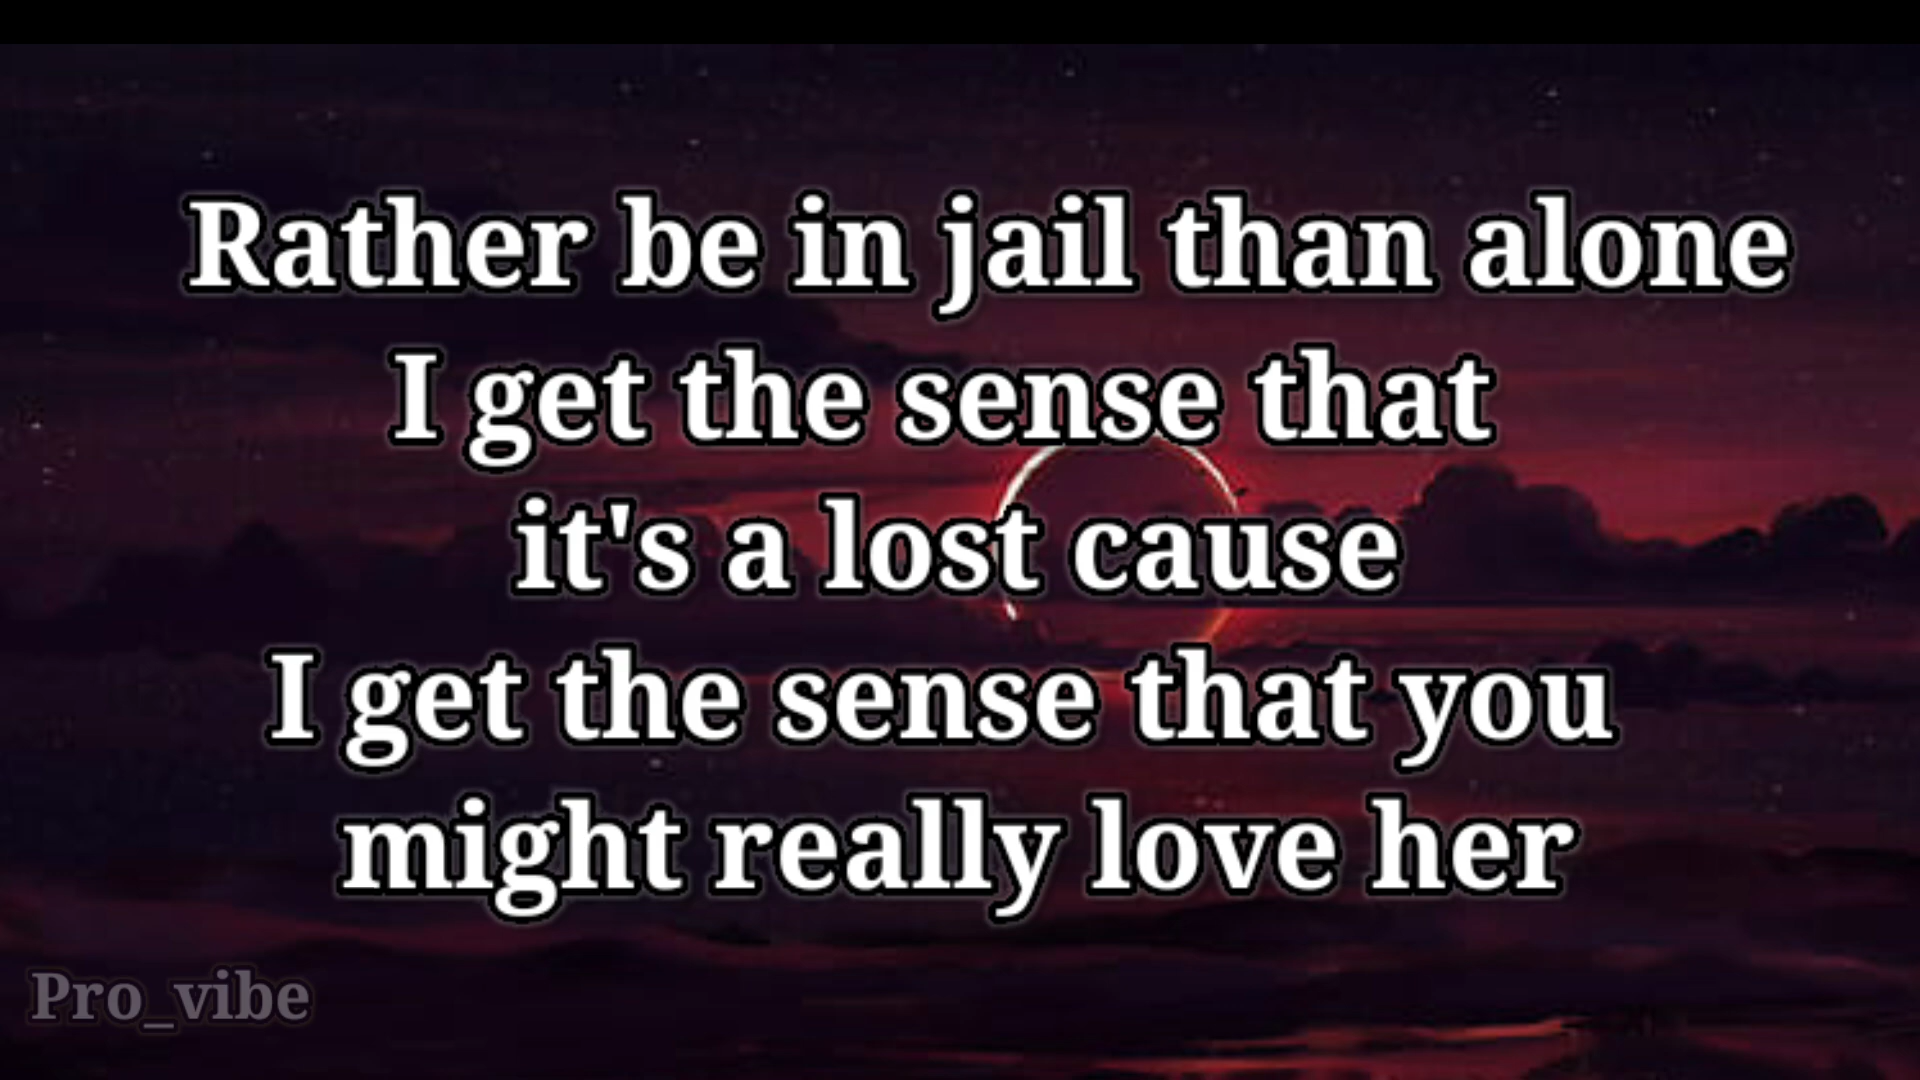 Rather be in jail than alone
I get the sense that
it's a lost cause
I get the sense that you
might really love her
Pro_vibe